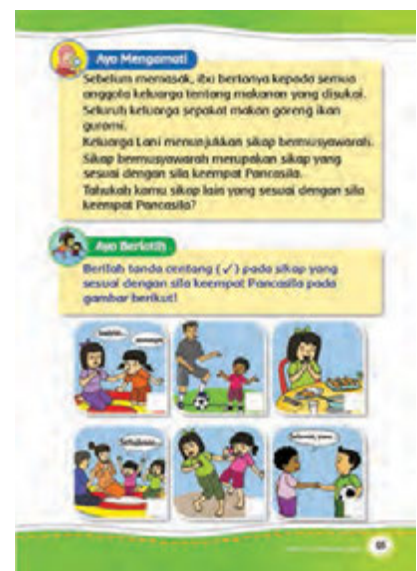 Ayo Mengamati
Sebelum memasak, ibu bertanya kepada semua
anggota keluarga tentang makanan yang disukai.
Seluruh keluarga sepakat makan goreng ikan
gurami.
Keluarga Lani menunjukkan sikap bermusyawarah.
Sikap bermusyawarah merupakan sikap yang
sesuai dengan sila keempat Pancasila.
Tahukah kamu sikap lain yang sesuai dengan sila
keempat Pancasila?
Ayo Berlatih
Berilah tanda centang (✓) pada sikap yang
sesuai dengan sila keempat Pancasila pada
gambar berikut!
Setujuuu...